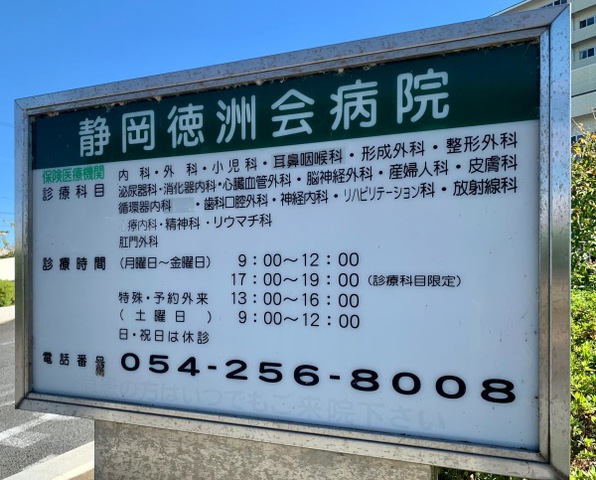 静岡徳洲会病院
保険医療機関
診療科目 内科・外科・小児科・耳鼻咽喉科・形成外科・整形外科
泌尿器科・消化器内科・心臓血管外科・脳神経外科・産婦人科・皮膚科
循環器内科 ・歯科口腔外科・神経内科・リハビリテーション科・放射線科
療内科・精神科・リウマチ科
肛門外科
診療時間 (月曜日〜金曜日) 9:00〜12:00
17:00〜19:00 (診療科目限定)
特殊・予約外来 13:00〜16:00
(土曜日) 9:00〜12:00
日・祝日は休診
電話番号 054-256-8008